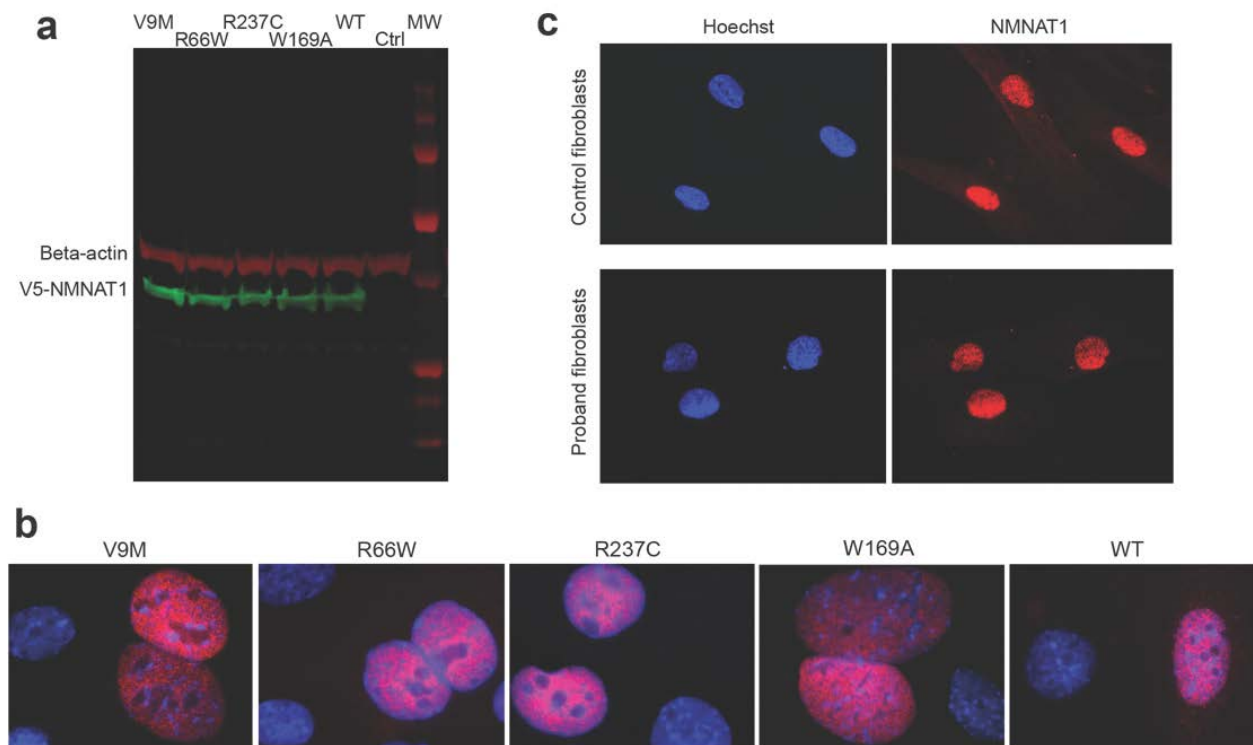 a
V9M R237C WT MW
R66W W169A Ctrl
Beta-actin
V5-NMNAT1
c
Hoechst NMNAT1
Control fibroblasts
Proband fibroblasts
b
V9M R66W R237C W169A WT